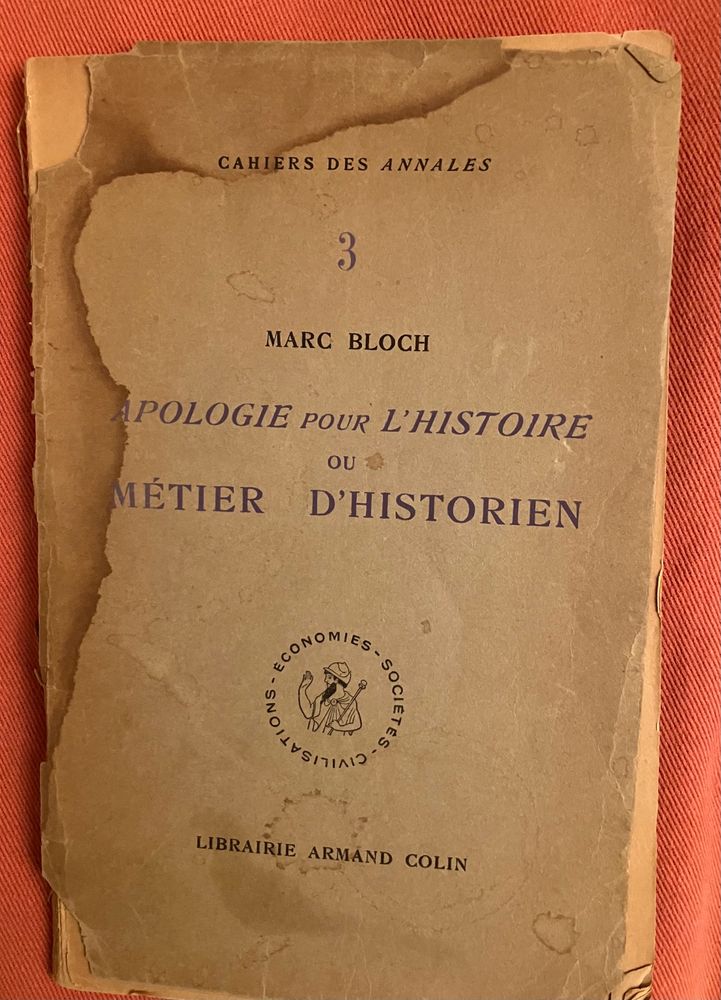 CAHIERS DES ANNALES
3
MARC BLOCH
APOLOGIE POUR L'HISTOIRE
OU
MÉTIER D'HISTORIEN
ÉCONOMIES - SOCIÉTÉS - CIVILISATIONS -
LIBRAIRIE ARMAND COLIN